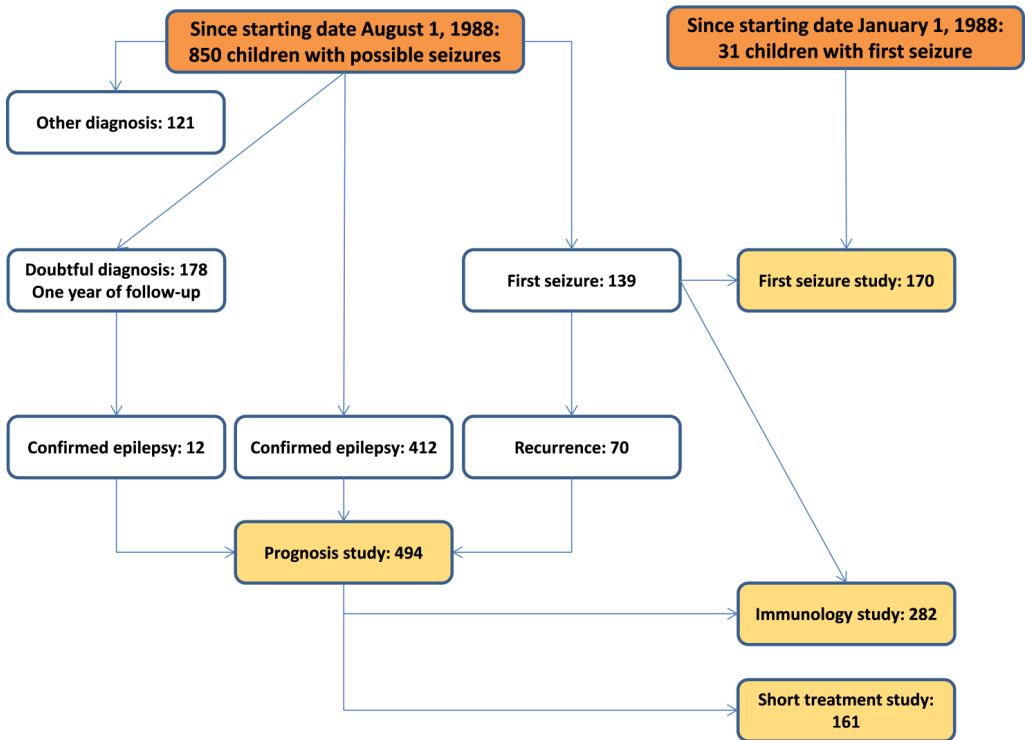 Since starting date August 1, 1988:
850 children with possible seizures
Since starting date January 1, 1988:
31 children with first seizure
Other diagnosis: 121
Doubtful diagnosis: 178
One year of follow-up
First seizure: 139
First seizure study: 170
Confirmed epilepsy: 12
Confirmed epilepsy: 412
Recurrence: 70
Prognosis study: 494
Immunology study: 282
Short treatment study:
161